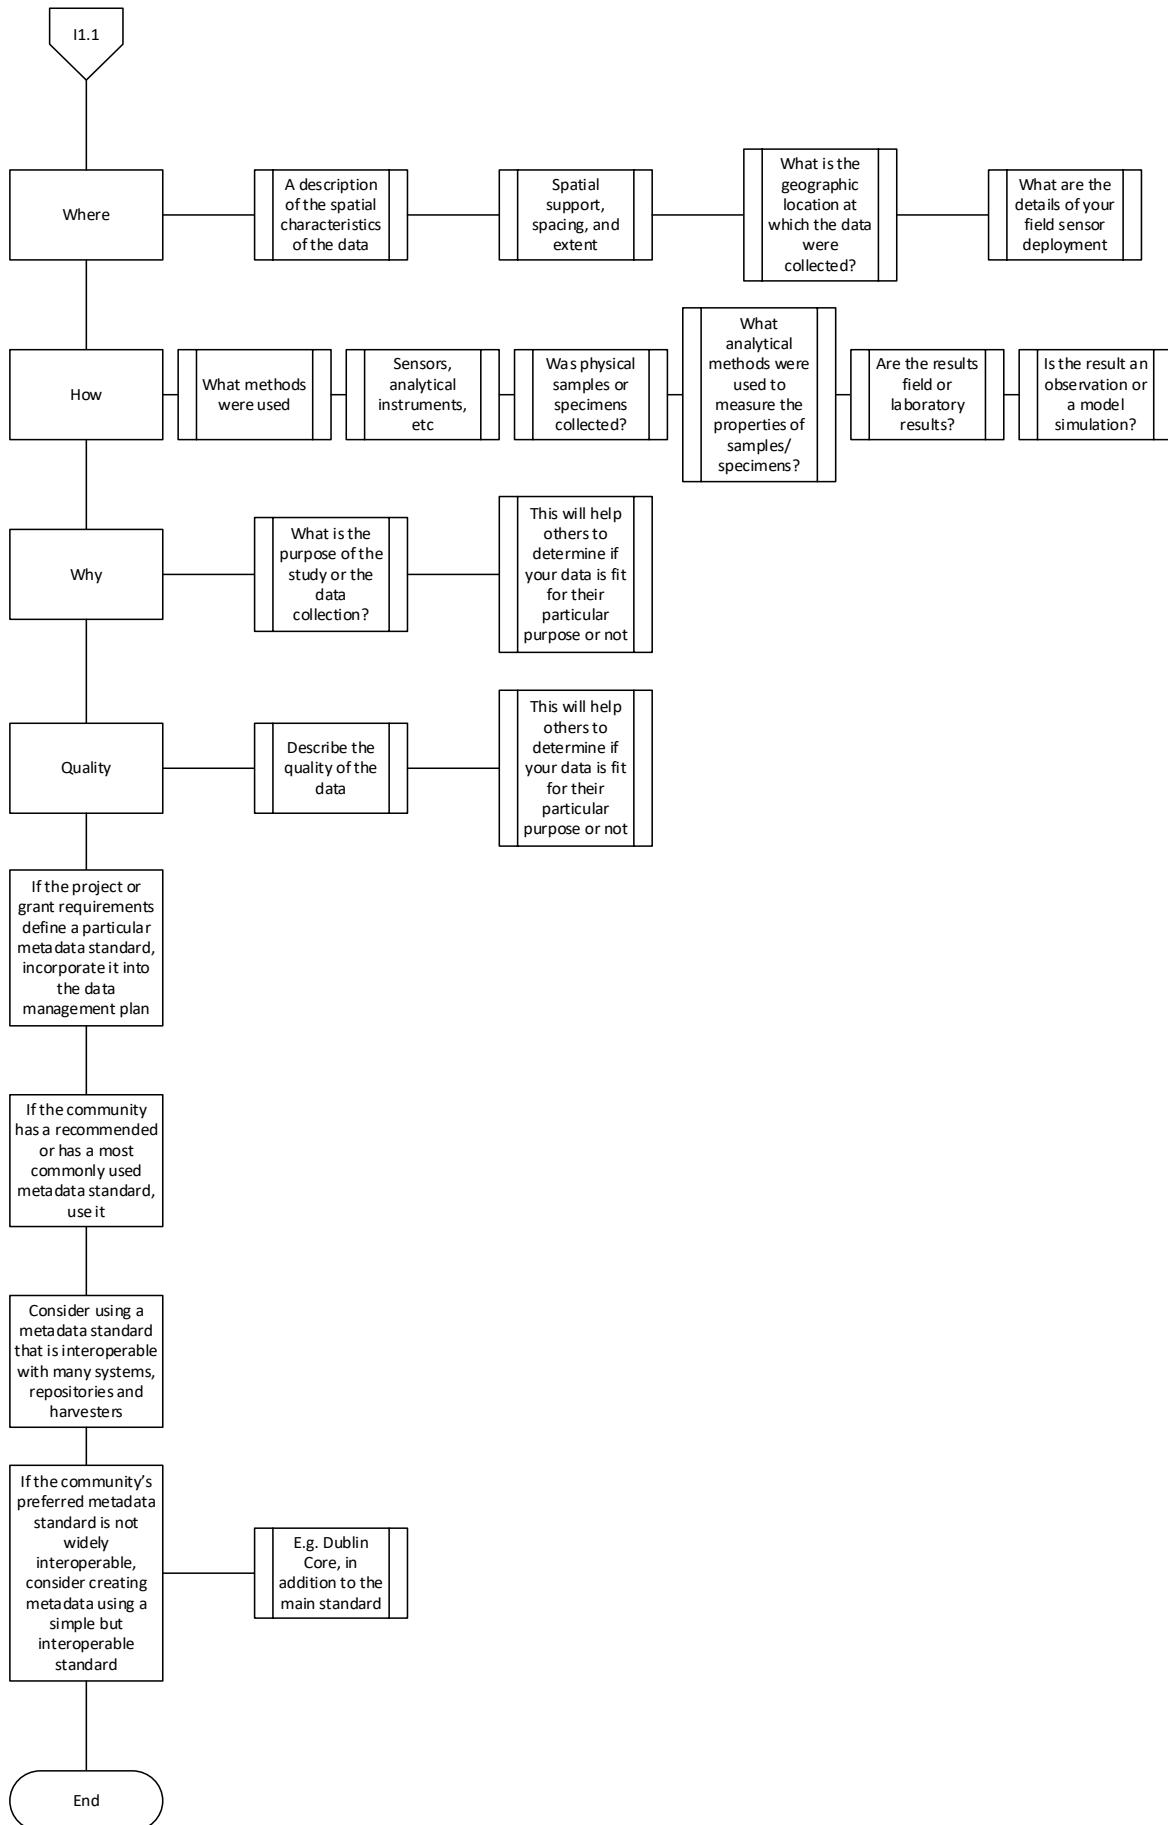 I1.1
Where
A description
of the spatial
characteristics
of the data
Spatial
support,
spacing, and
extent
What is the
geographic
location at
which the data
were
collected?
What are the
details of your
field sensor
deployment
How
What methods
were used
Sensors,
analytical
instruments,
etc
Was physical
samples or
specimens
collected?
What
analytical
methods were
used to
measure the
properties of
samples/
specimens?
Are the results
field or
laboratory
results?
Is the result an
observation or
a model
simulation?
Why
What is the
purpose of the
study or the
data
collection?
This will help
others to
determine if
your data is fit
for their
particular
purpose or not
Quality
Describe the
quality of the
data
This will help
others to
determine if
your data is fit
for their
particular
purpose or not
If the project or
grant requirements
define a particular
metadata standard,
incorporate it into
the data
management plan
If the community
has a recommended
or has a most
commonly used
metadata standard,
use it
Consider using a
metadata standard
that is interoperable
with many systems,
repositories and
harvesters
If the community’s
preferred metadata
standard is not
widely
interoperable,
consider creating
metadata using a
simple but
interoperable
standard
E.g. Dublin
Core, in
addition to the
main standard
End